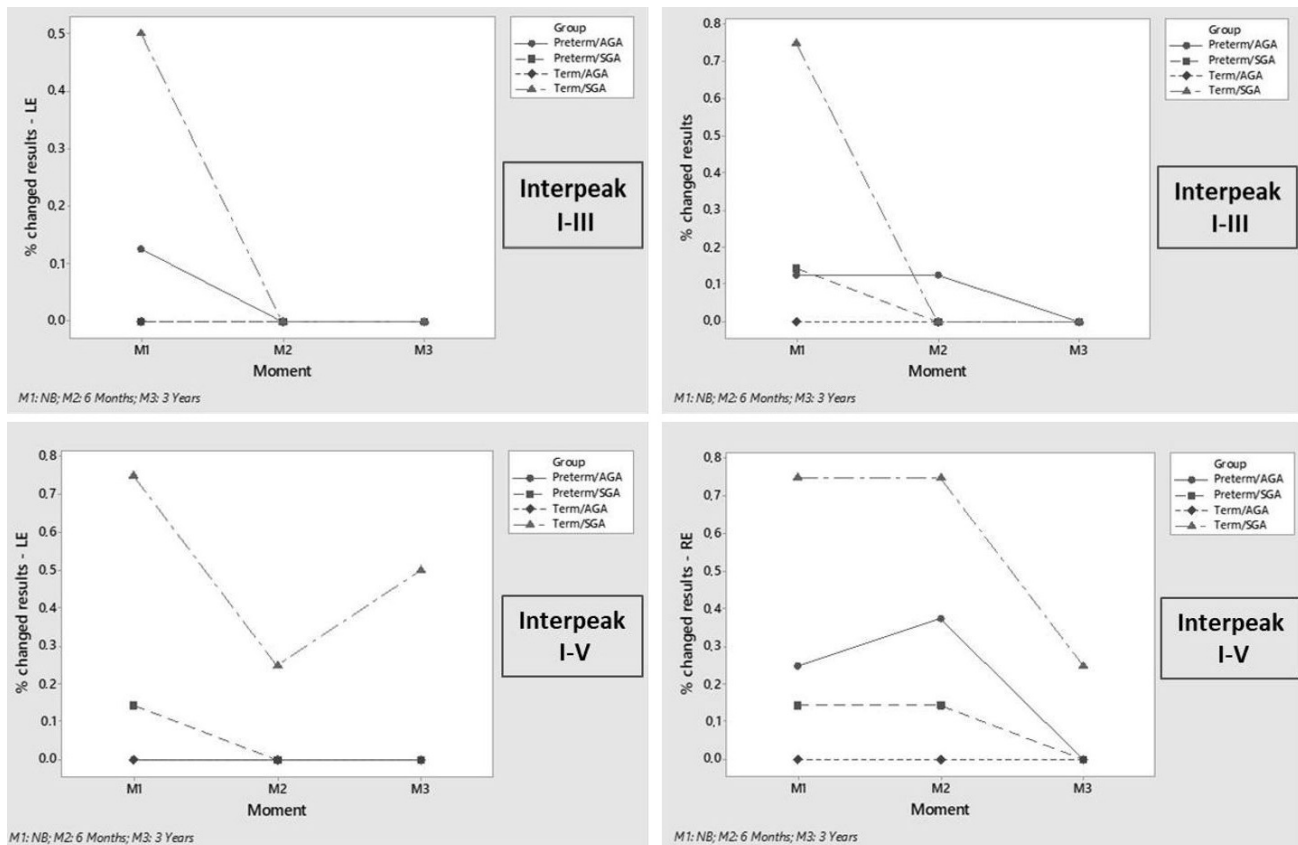 % changed results - LE
0.5
0.4
0.3
0.2
0.1
0.0
M1 M2 M3
Moment
M1: NB; M2: 6 Months; M3: 3 Years
Group
Preterm/AGA
Preterm/SGA
Term/AGA
Term/SGA
Interpeak
I-III
% changed results
0.8
0.7
0.6
0.5
0.4
0.3
0.2
0.1
0.0
M1 M2 M3
Moment
M1: NB; M2: 6 Months; M3: 3 Years
Group
Preterm/AGA
Preterm/SGA
Term/AGA
Term/SGA
Interpeak
I-III
% changed results - LE
0.8
0.7
0.6
0.5
0.4
0.3
0.2
0.1
0.0
M1 M2 M3
Moment
M1: NB; M2: 6 Months; M3: 3 Years
Group
Preterm/AGA
Preterm/SGA
Term/AGA
Term/SGA
Interpeak
I-V
% changed results - RE
0.8
0.7
0.6
0.5
0.4
0.3
0.2
0.1
0.0
M1 M2 M3
Moment
M1: NB; M2: 6 Months; M3: 3 Years
Group
Preterm/AGA
Preterm/SGA
Term/AGA
Term/SGA
Interpeak
I-V